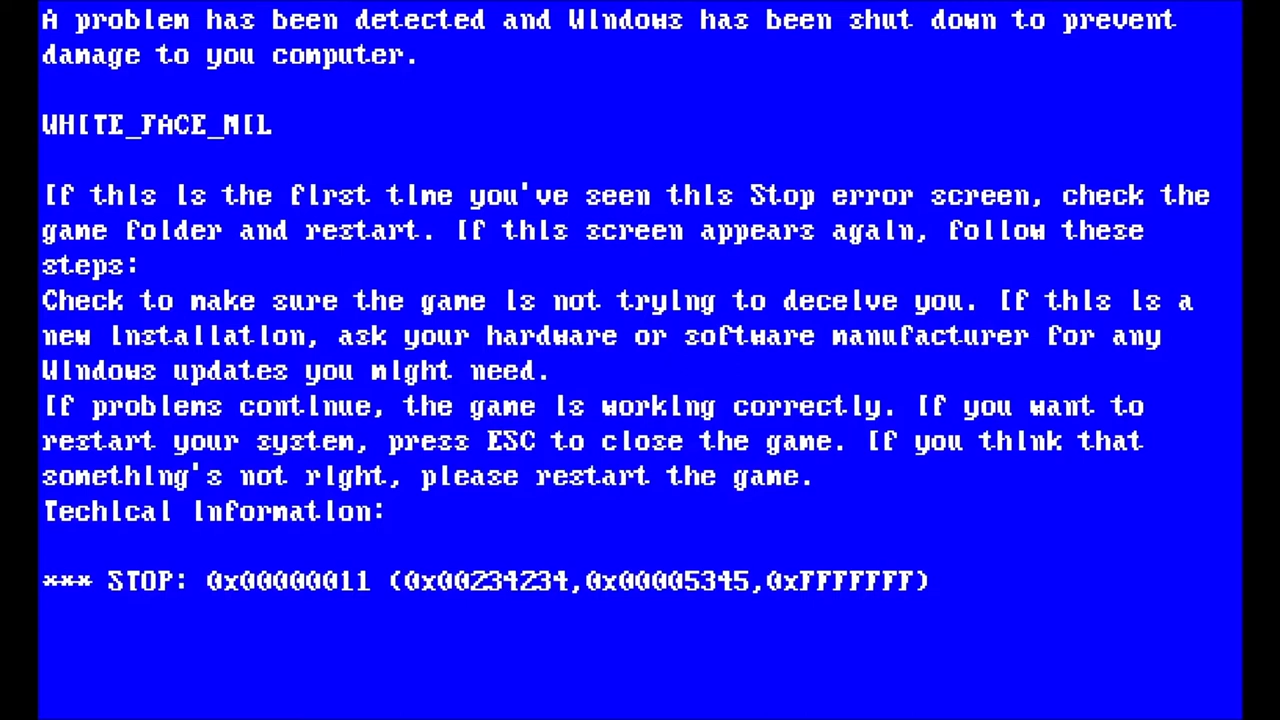 A problem has been detected and Windows has been shut down to prevent
damage to you computer.
WHITE_FACE_MIL
If this is the first time you've seen this Stop error screen, check the
game folder and restart. If this screen appears again, follow these
steps:
Check to make sure the game is not trying to deceive you. If this is a
new installation, ask your hardware or software manufacturer for any
Windows updates you might need.
If problems continue, the game is working correctly. If you want to
restart your system, press ESC to close the game. If you think that
something's not right, please restart the game.
Techical information:
*** STOP: 0x00000011 (0x00234234,0x00005345,0xFFFFFFF)